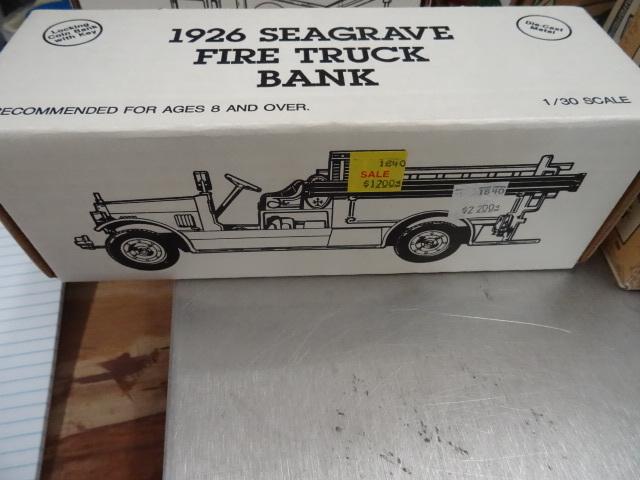 Locking
Coin Bank
with Key
1926 SEAGRAVE
FIRE TRUCK
BANK
Die-Cast
Metal
RECOMMENDED FOR AGES 8 AND OVER.
1/30 SCALE
1840
SALE
$1200
1840
$2200